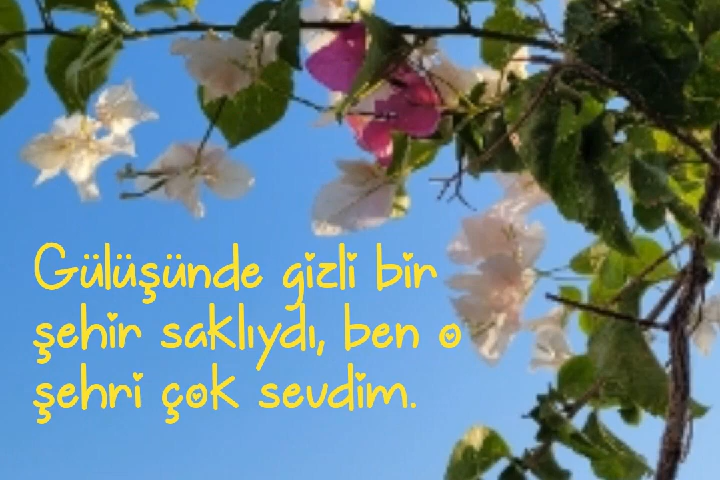 Gülüşünde gizli bir
şehir saklıydı, ben o
şehri çok sevdim.